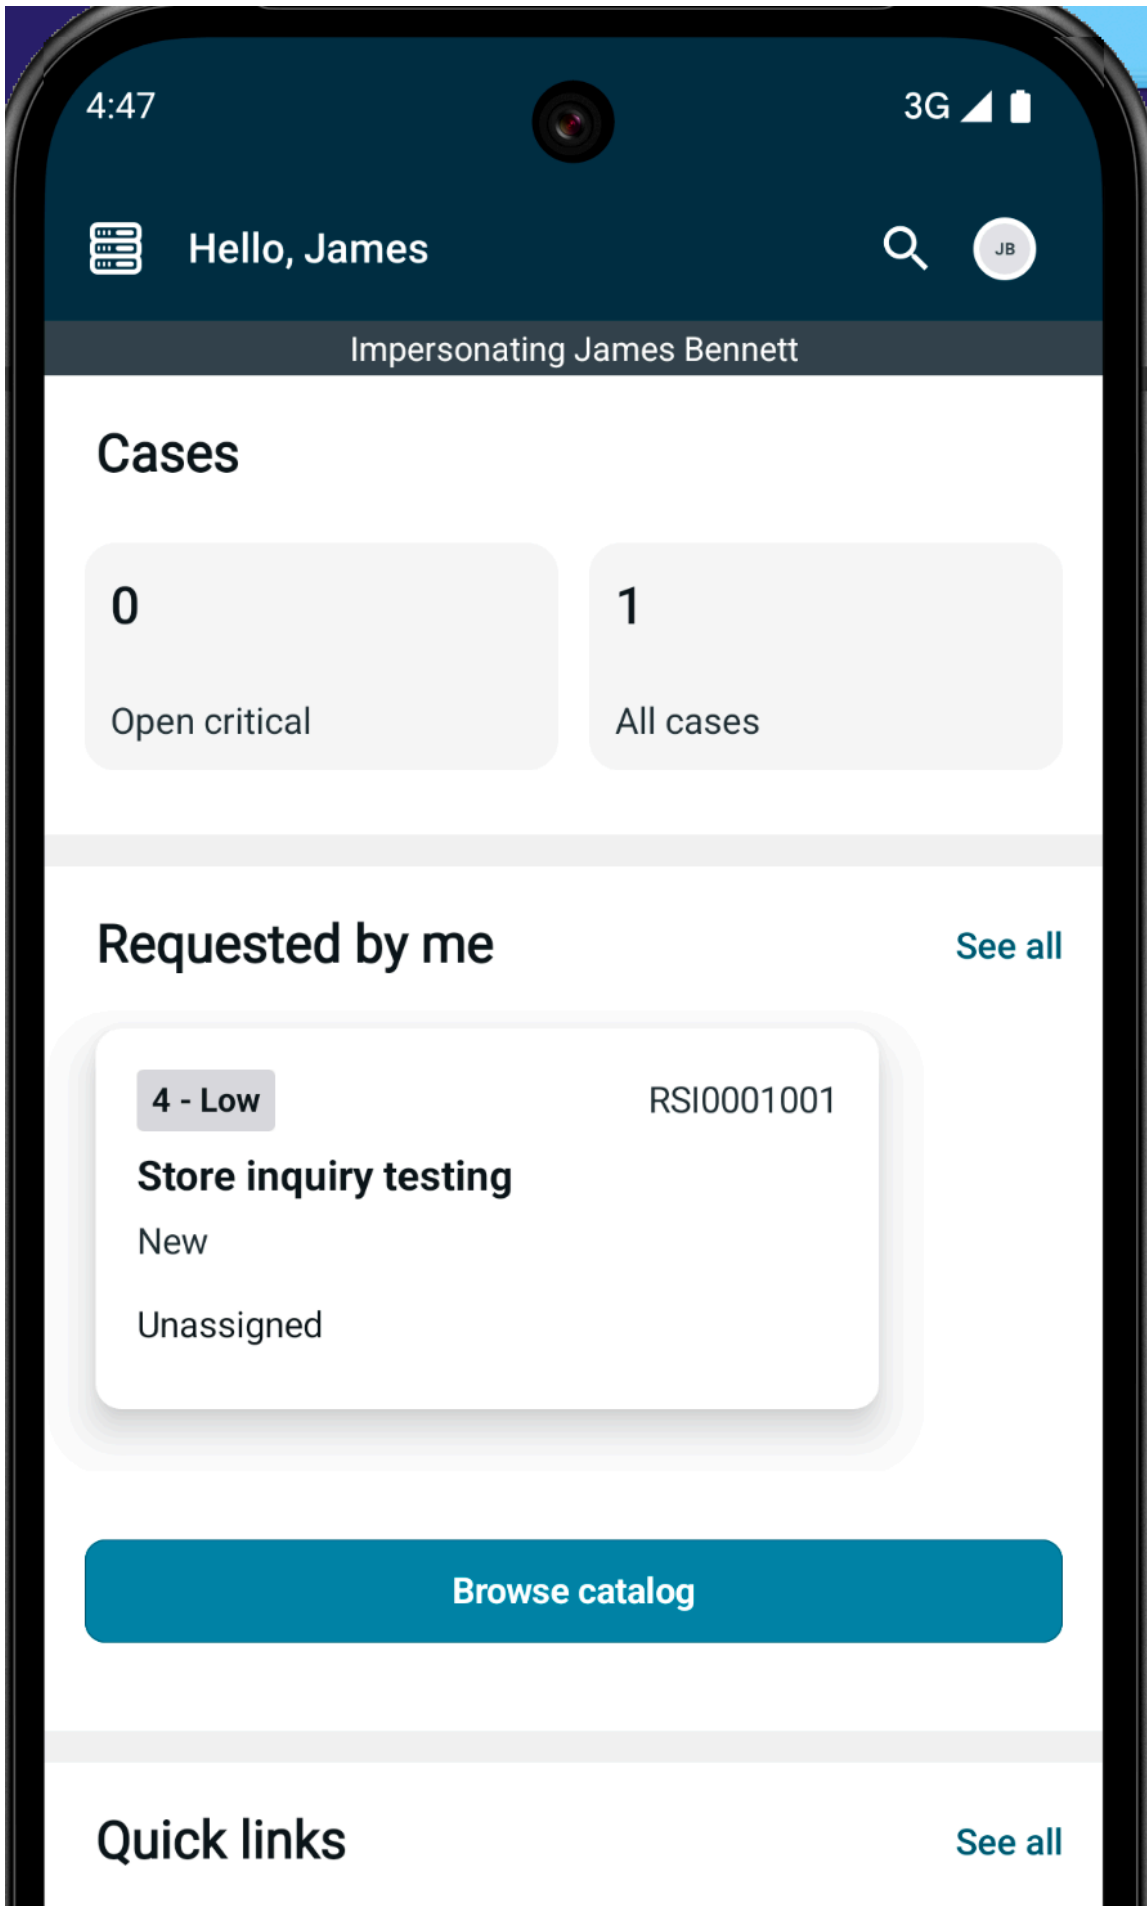 4:47
3G
Hello, James
JB
Impersonating James Bennett
Cases
0
1
Open critical
All cases
Requested by me
See all
4 - Low
RSI0001001
Store inquiry testing
New
Unassigned
Browse catalog
Quick links
See all